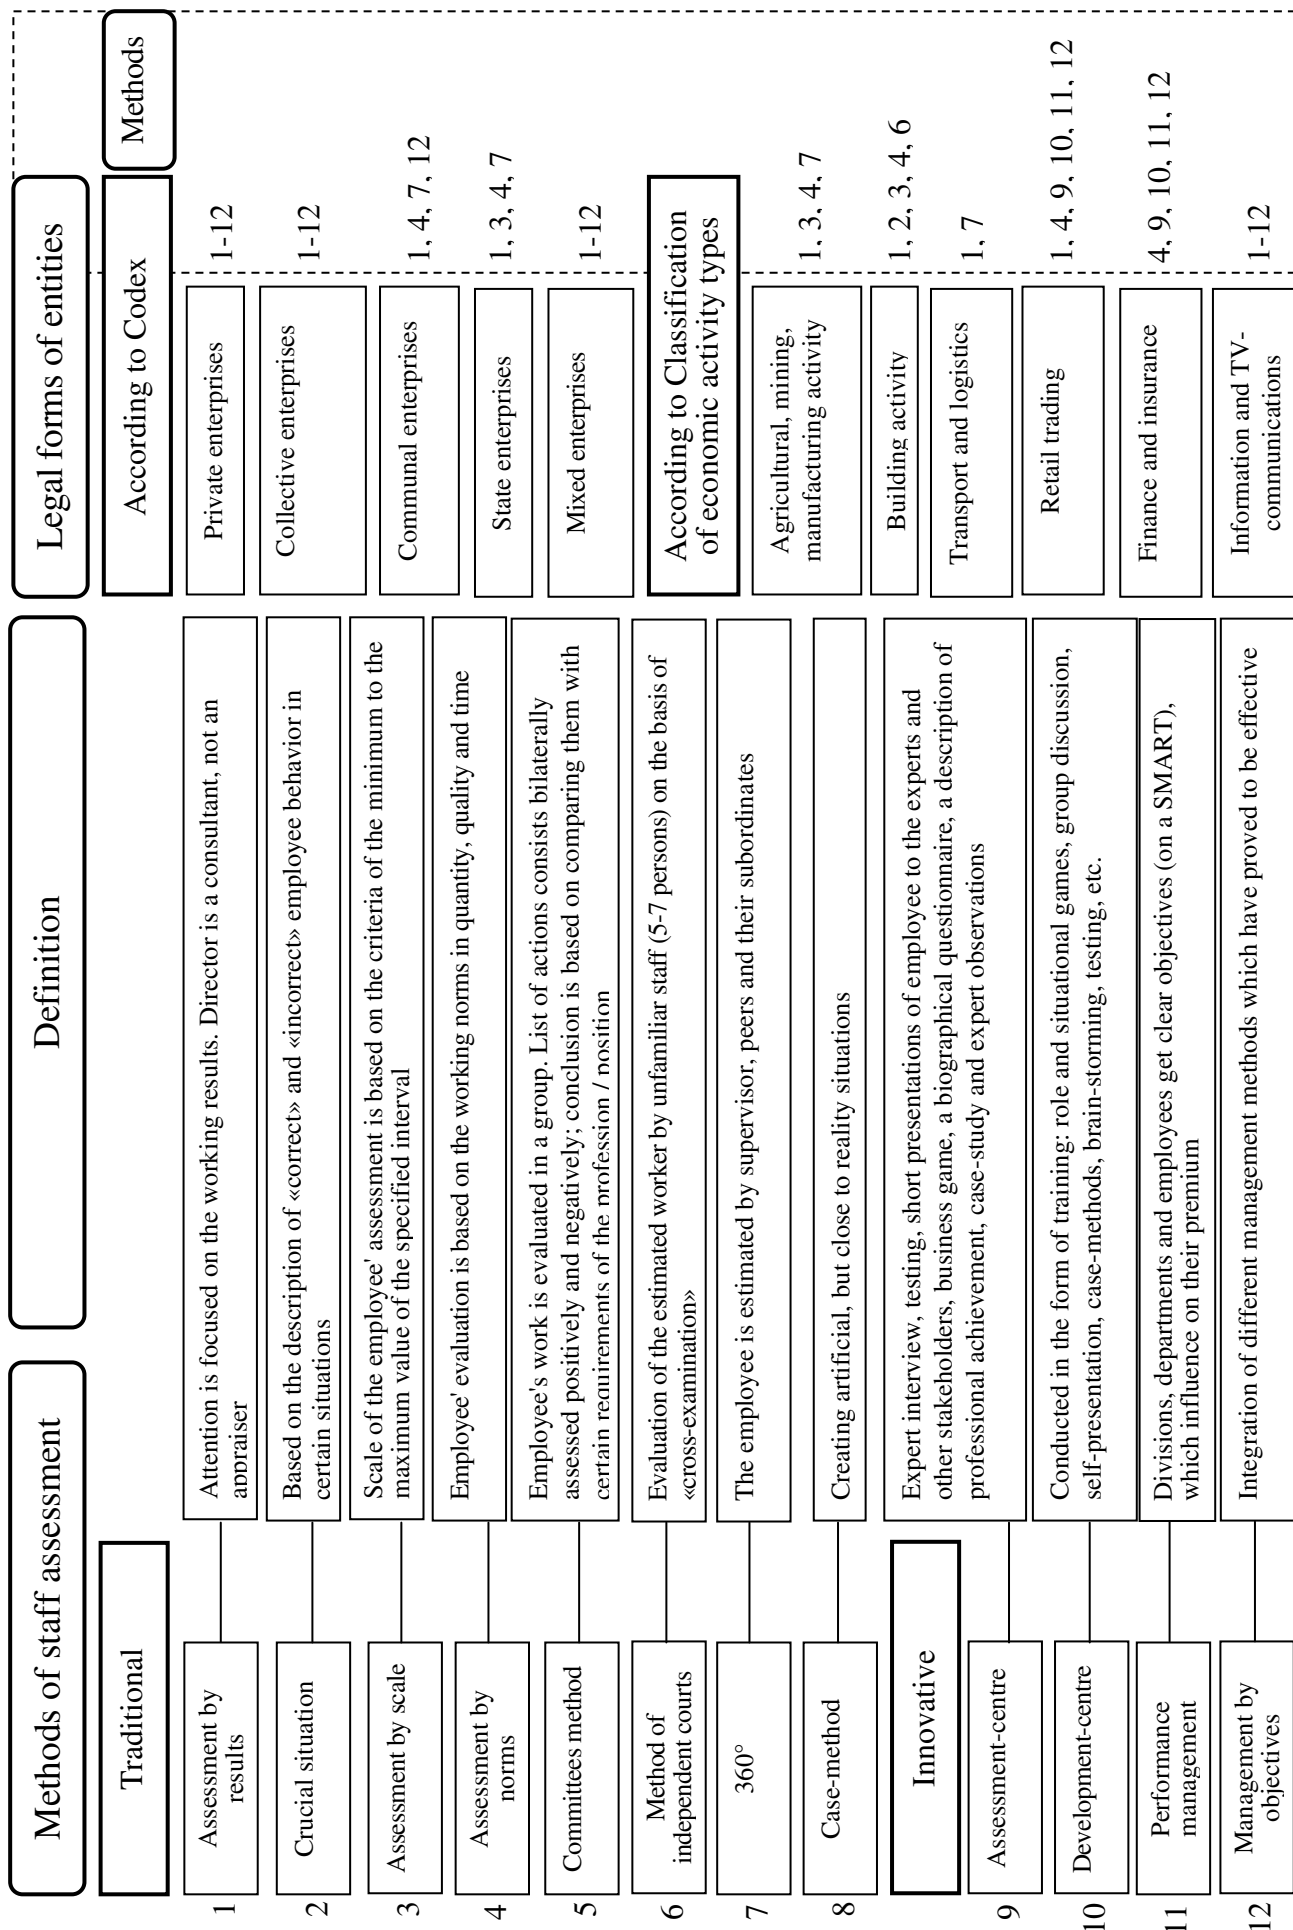 Methods of staff assessment
Definition
Legal forms of entities
Traditional
According to Codex
Methods
1
Assessment by
results
Attention is focused on the working results. Director is a consultant, not an
appraiser
Private enterprises
1-12
2
Crucial situation
Based on the description of «correct» and «incorrect» employee behavior in
certain situations
Collective enterprises
1-12
3
Assessment by scale
Scale of the employee' assessment is based on the criteria of the minimum to the
maximum value of the specified interval
Communal enterprises
1, 4, 7, 12
4
Assessment by
norms
Employee' evaluation is based on the working norms in quantity, quality and time
State enterprises
1, 3, 4, 7
5
Committees method
Employee's work is evaluated in a group. List of actions consists bilaterally
assessed positively and negatively; conclusion is based on comparing them with
certain requirements of the profession / position
Mixed enterprises
1-12
6
Method of
independent courts
Evaluation of the estimated worker by unfamiliar staff (5-7 persons) on the basis of
«cross-examination»
According to Classification
of economic activity types
7
360°
The employee is estimated by supervisor, peers and their subordinates
Agricultural, mining,
manufacturing activity
1, 3, 4, 7
8
Case-method
Creating artificial, but close to reality situations
Building activity
1, 2, 3, 4, 6
Innovative
Transport and logistics
1, 7
9
Assessment-centre
Expert interview, testing, short presentations of employee to the experts and
other stakeholders, business game, a biographical questionnaire, a description of
professional achievement, case-study and expert observations
Retail trading
1, 4, 9, 10, 11, 12
10
Development-centre
Conducted in the form of training: role and situational games, group discussion,
self-presentation, case-methods, brain-storming, testing, etc.
Finance and insurance
4, 9, 10, 11, 12
11
Performance
management
Divisions, departments and employees get clear objectives (on a SMART),
which influence on their premium
12
Management by
objectives
Integration of different management methods which have proved to be effective
Information and TV-
communications
1-12